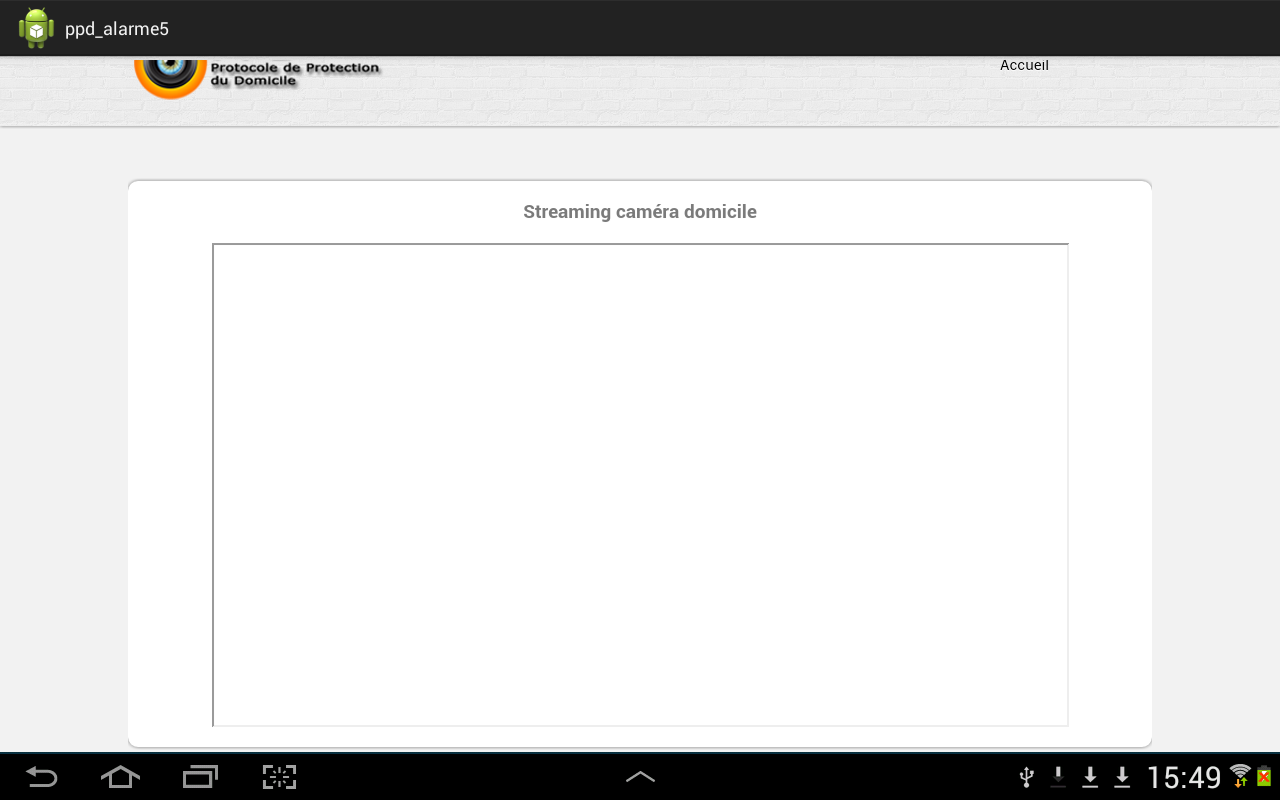 ppd_alarme5
Protocole de Protection
du Domicile
Accueil
Streaming caméra domicile
15:49